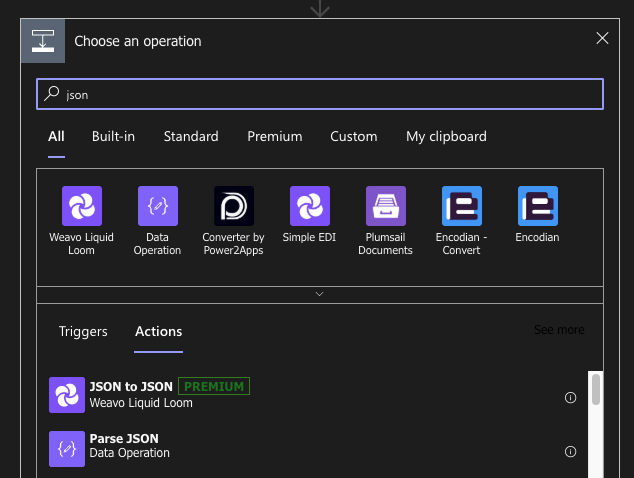 Choose an operation
json
All Built-in Standard Premium Custom My clipboard
Weavo Liquid Loom
Data Operation
Converter by Power2Apps
Simple EDI
Plumsail Documents
Encodian - Convert
Encodian
Triggers Actions See more
JSON to JSON PREMIUM
Weavo Liquid Loom
Parse JSON
Data Operation